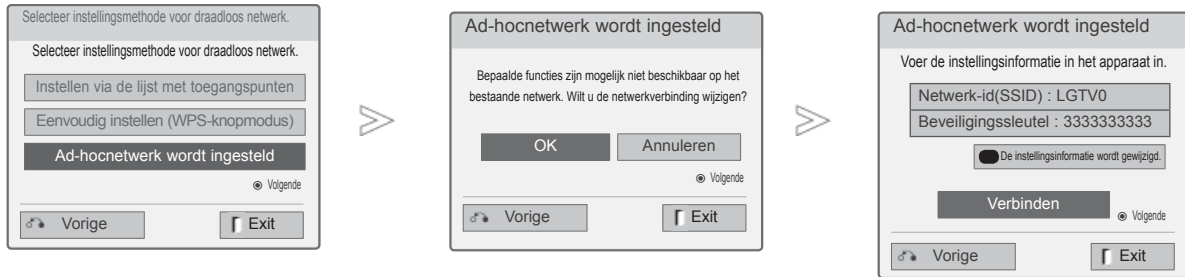 Selecteer instellingsmethode voor draadloos netwerk.
Selecteer instellingsmethode voor draadloos netwerk.
Instellen via de lijst met toegangspunten
Eenvoudig instellen (WPS-knopmodus)
Ad-hocnetwerk wordt ingesteld
Volgende
Vorige
Exit
Ad-hocnetwerk wordt ingesteld
Bepaalde functies zijn mogelijk niet beschikbaar op het
bestaande netwerk. Wilt u de netwerkverbinding wijzigen?
OK
Annuleren
Volgende
Vorige
Exit
Ad-hocnetwerk wordt ingesteld
Voer de instellingsinformatie in het apparaat in.
Netwerk-id(SSID) : LGTV0
Beveiligingssleutel : 3333333333
De instellingsinformatie wordt gewijzigd.
Verbinden
Volgende
Vorige
Exit